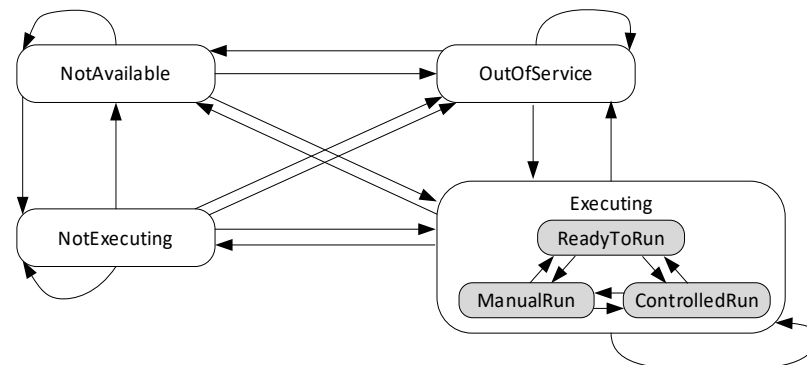 NotAvailable
OutOfService
NotExecuting
Executing
ReadyToRun
ManualRun
ControlledRun